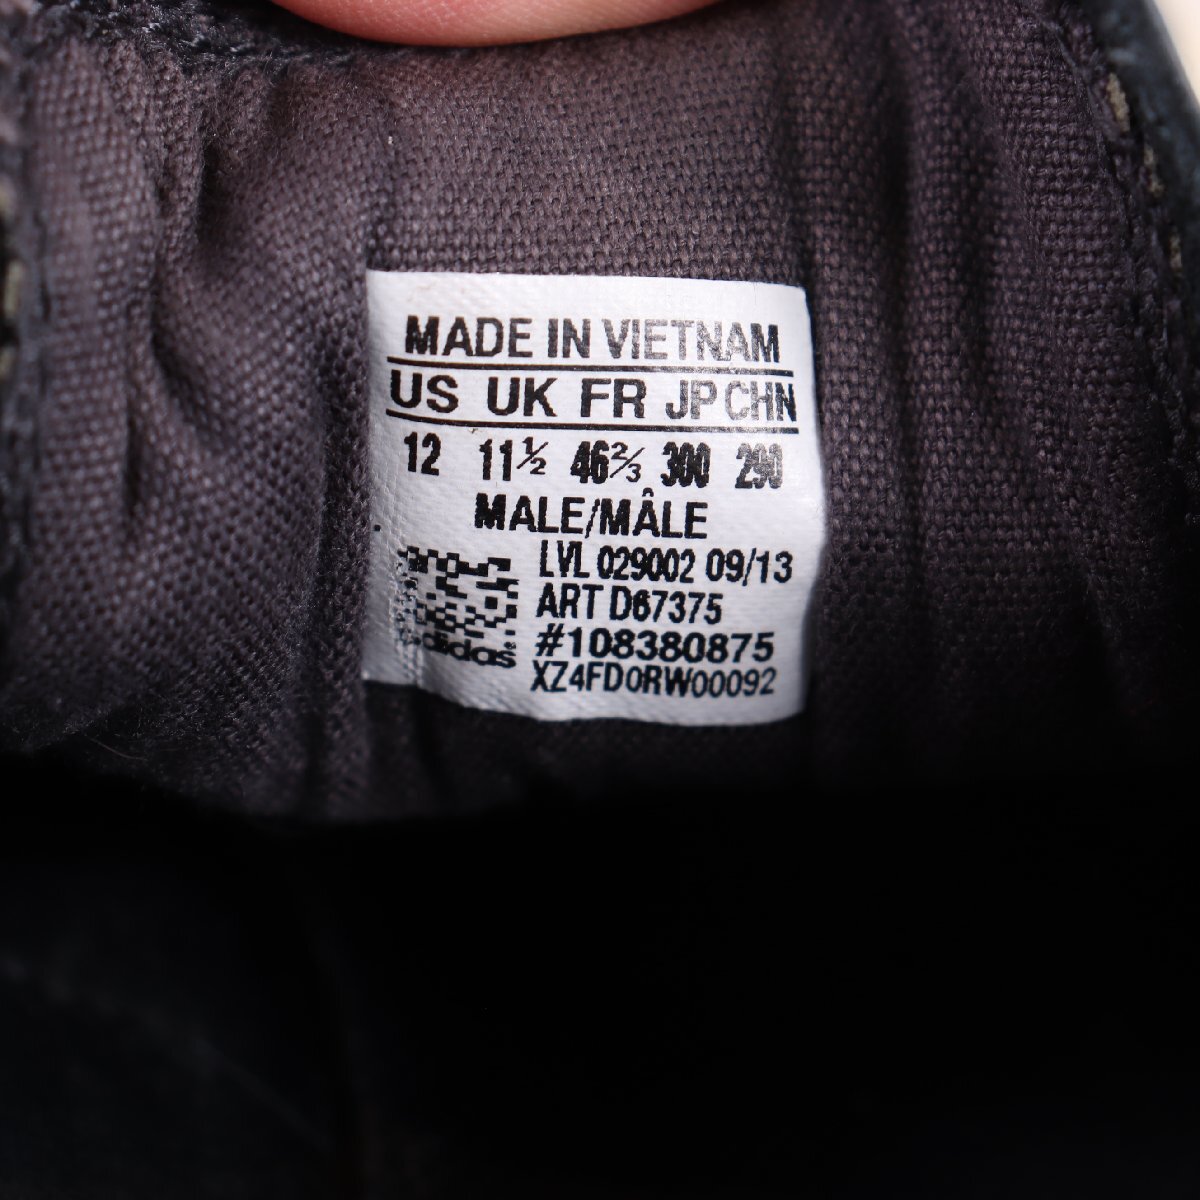 MADE IN VIETNAM
US UK FR JP CHN
12 11½ 46⅔ 300 290
MALE/MÂLE
LVL 029002 09/13
ART D67375
#108380875
adidas
XZ4FD0RW00092